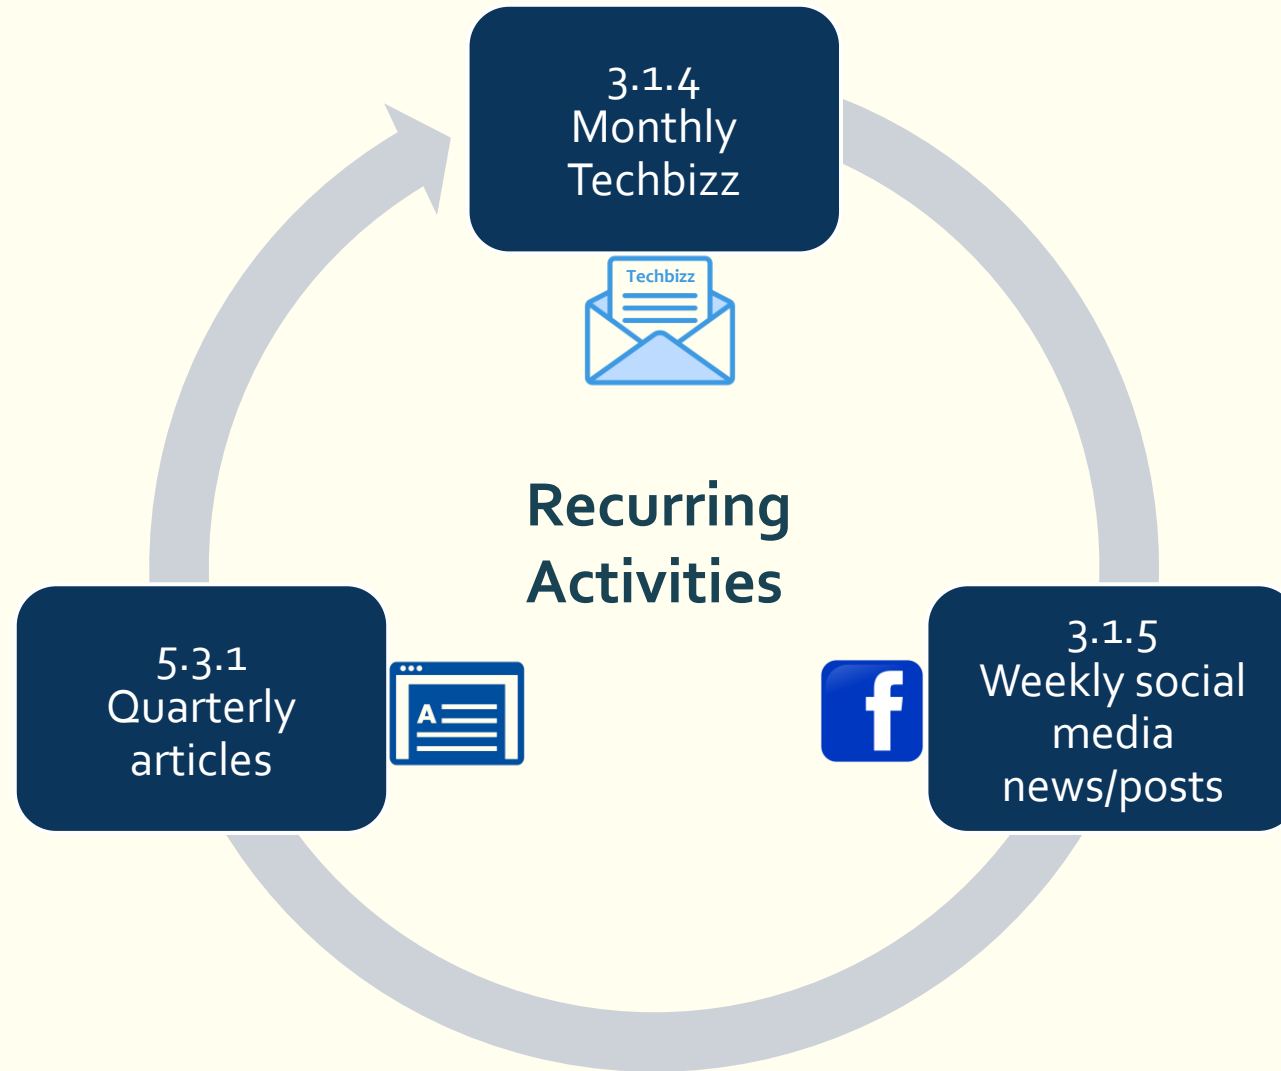 3.1.4
Monthly
Techbizz
Techbizz
Recurring
Activities
5.3.1
Quarterly
articles
A
f
3.1.5
Weekly social
media
news/posts